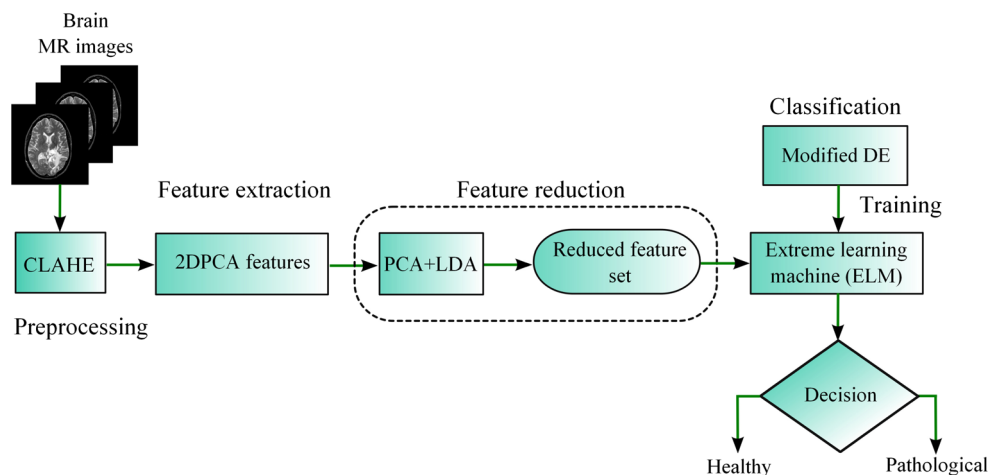 Brain
MR images
CLAHE
Preprocessing
Feature extraction
2DPCA features
Feature reduction
PCA+LDA
Reduced feature
set
Classification
Modified DE
Training
Extreme learning
machine (ELM)
Decision
Healthy
Pathological